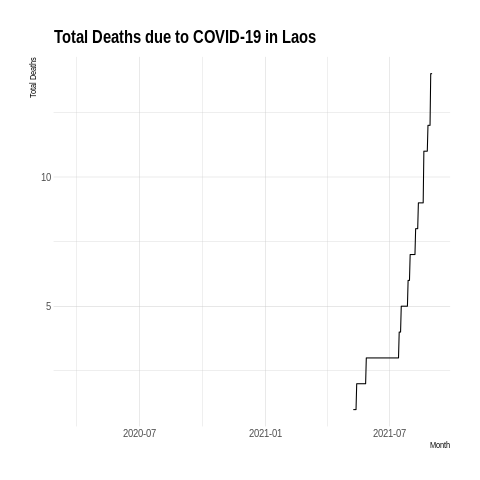 Total Deaths due to COVID-19 in Laos
Total Deaths
10
5
2020-07
2021-01
2021-07
Month